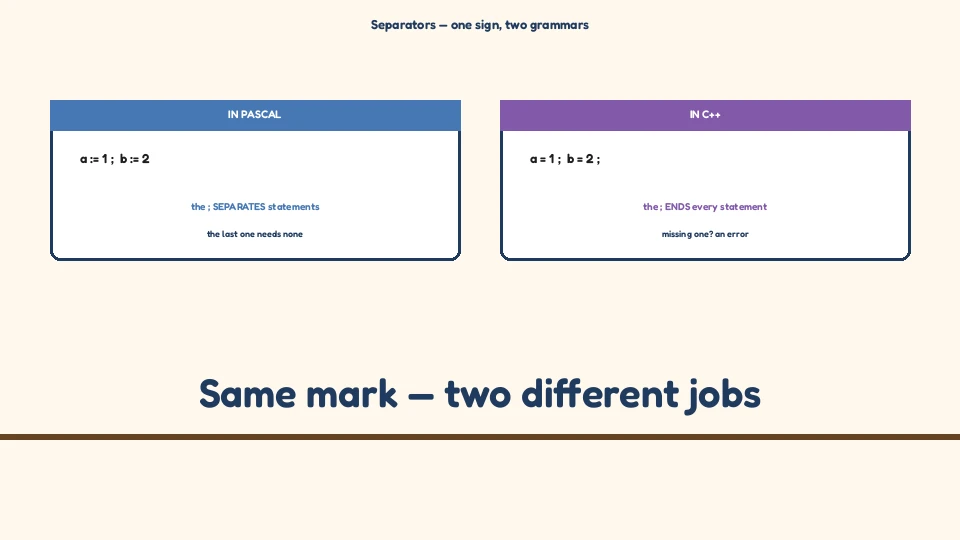 Separators — one sign, two grammars
IN PASCAL
a := 1 ; b := 2
the ; SEPARATES statements
the last one needs none
IN C++
a = 1 ; b = 2 ;
the ; ENDS every statement
missing one? an error
Same mark — two different jobs